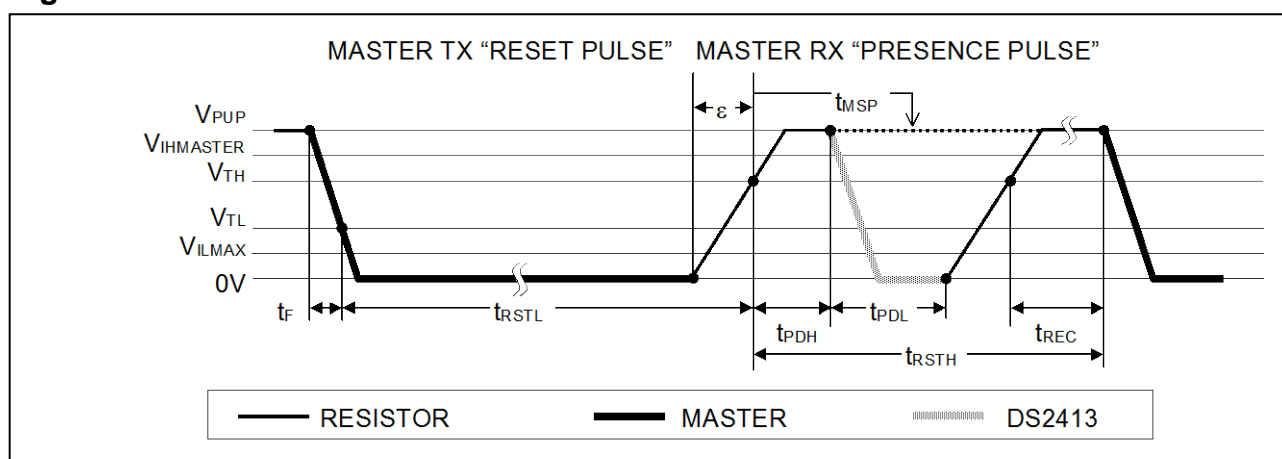 MASTER TX “RESET PULSE” MASTER RX “PRESENCE PULSE”
ε
tMSP
VPUP
VIHMASTER
VTH
VTL
VILMAX
0V
tF
tRSTL
tPDH
tPDL
tREC
tRSTH
RESISTOR MASTER DS2413